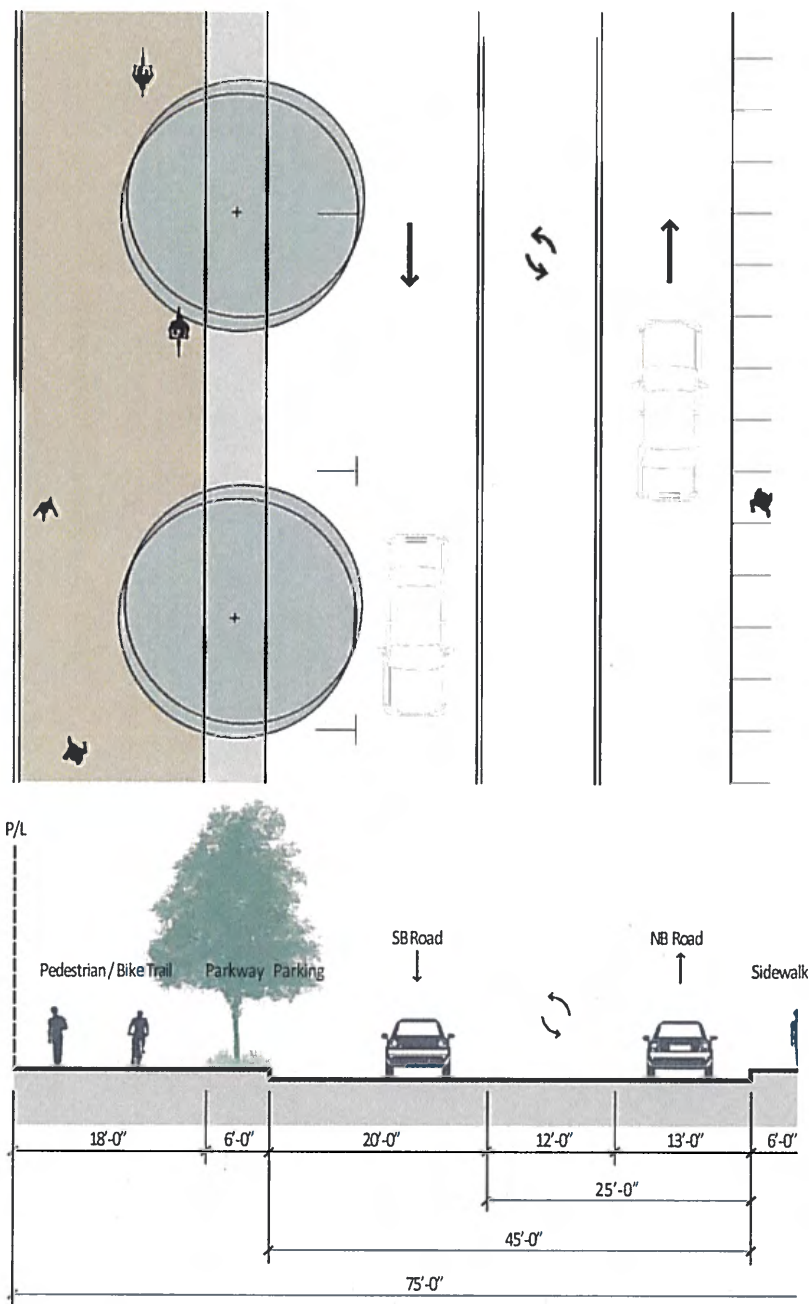 P/L
SB Road
NB Road
Pedestrian / Bike Trail
Parkway
Parking
Sidewalk
18'-0"
6'-0"
20'-0"
12'-0"
13'-0"
6'-0"
25'-0"
45'-0"
75'-0"